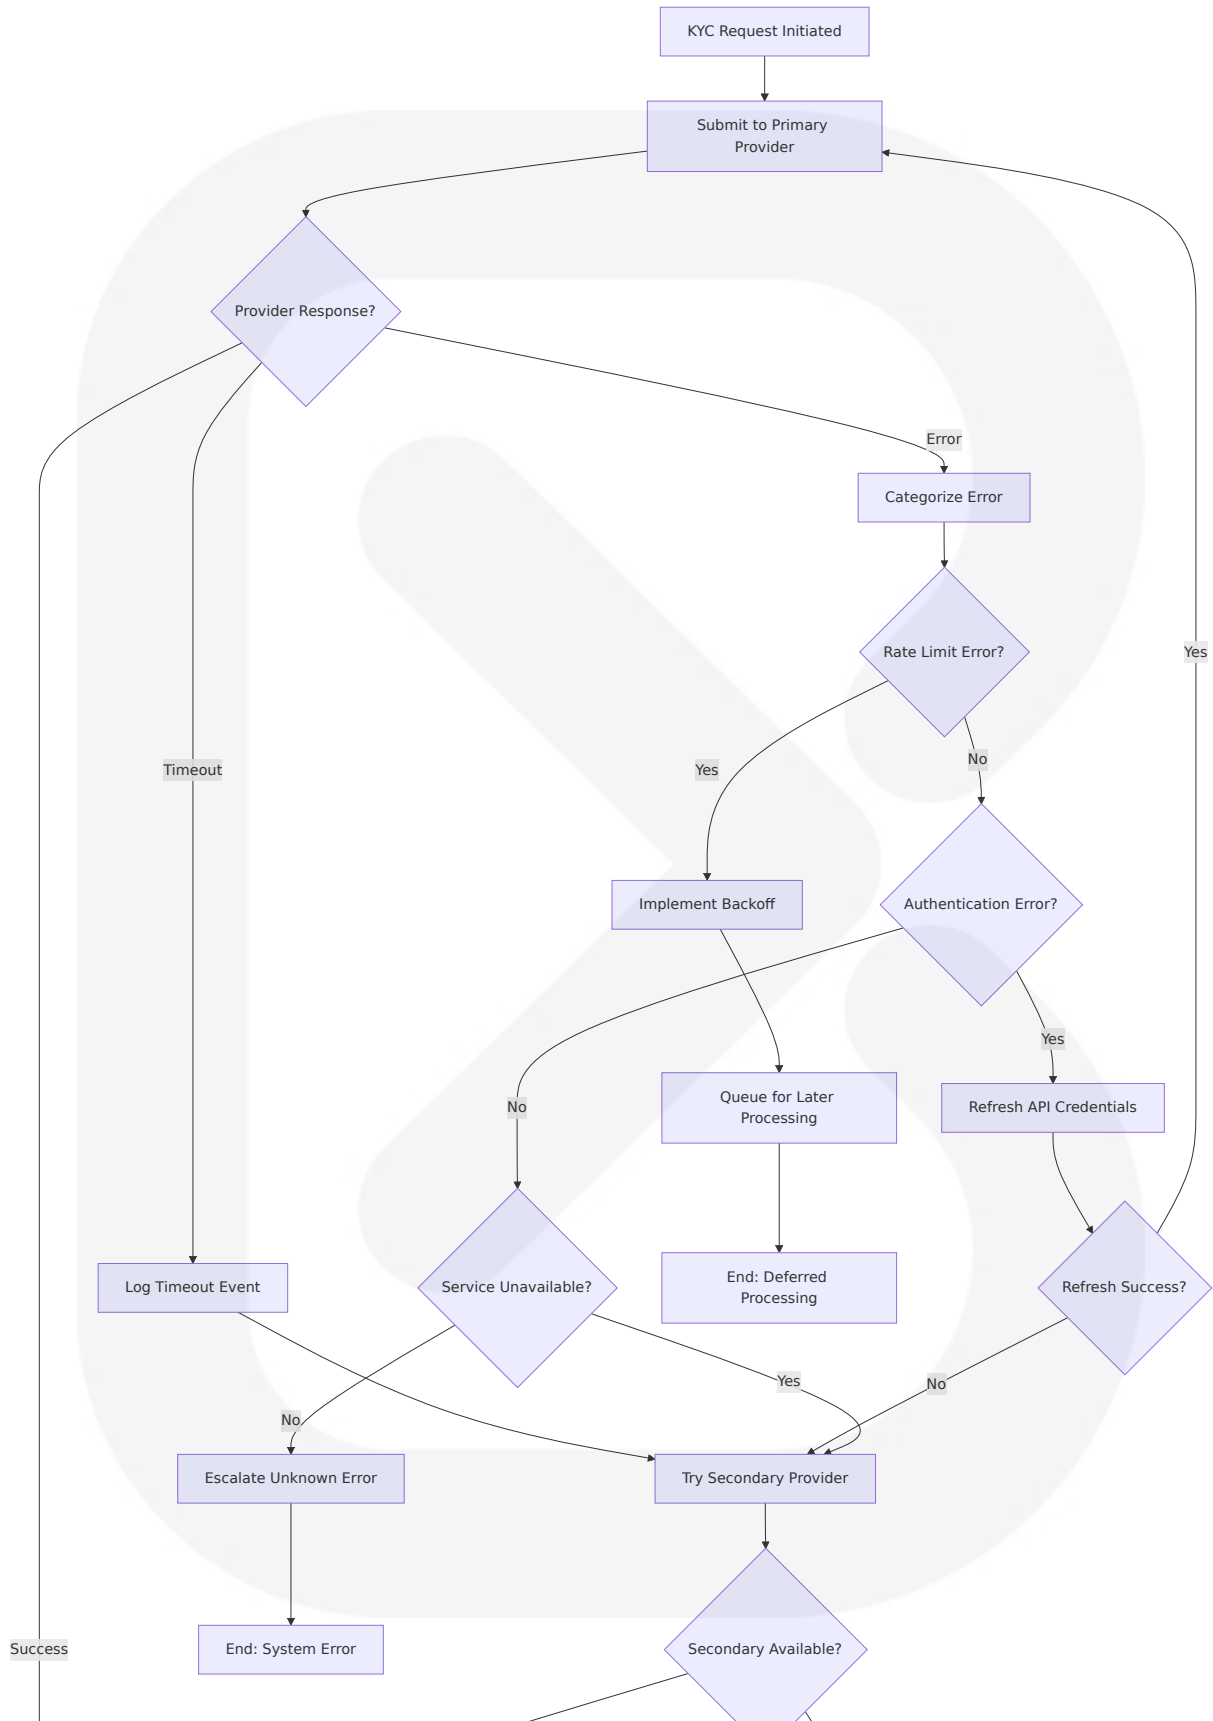 KYC Request Initiated
Submit to Primary
Provider
Provider Response?
Error
Categorize Error
Rate Limit Error?
Yes
Timeout
Yes
No
Implement Backoff
Authentication Error?
Yes
No
Queue for Later
Processing
Refresh API Credentials
Log Timeout Event
Service Unavailable?
End: Deferred
Processing
Refresh Success?
Yes
No
No
Escalate Unknown Error
Try Secondary Provider
Success
End: System Error
Secondary Available?